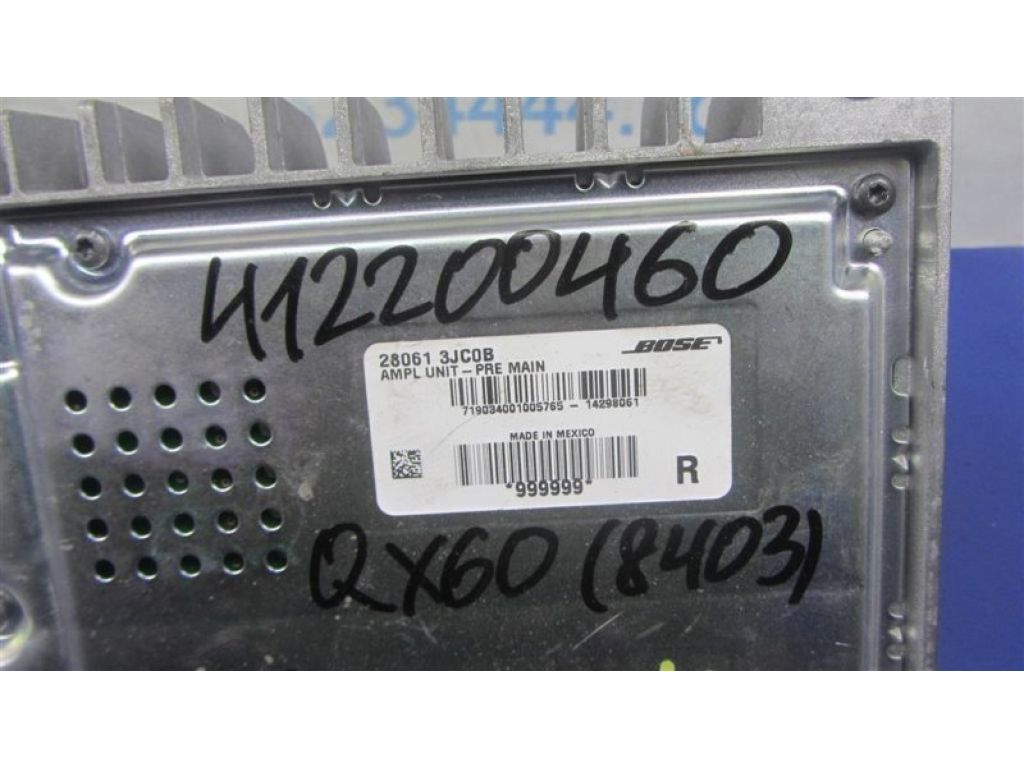 412200460
28061 3JC0B
BOSE
AMPL UNIT - PRE MAIN
719034001005765 - 14298061
MADE IN MEXICO
*999999*
R
QX60 (8403)